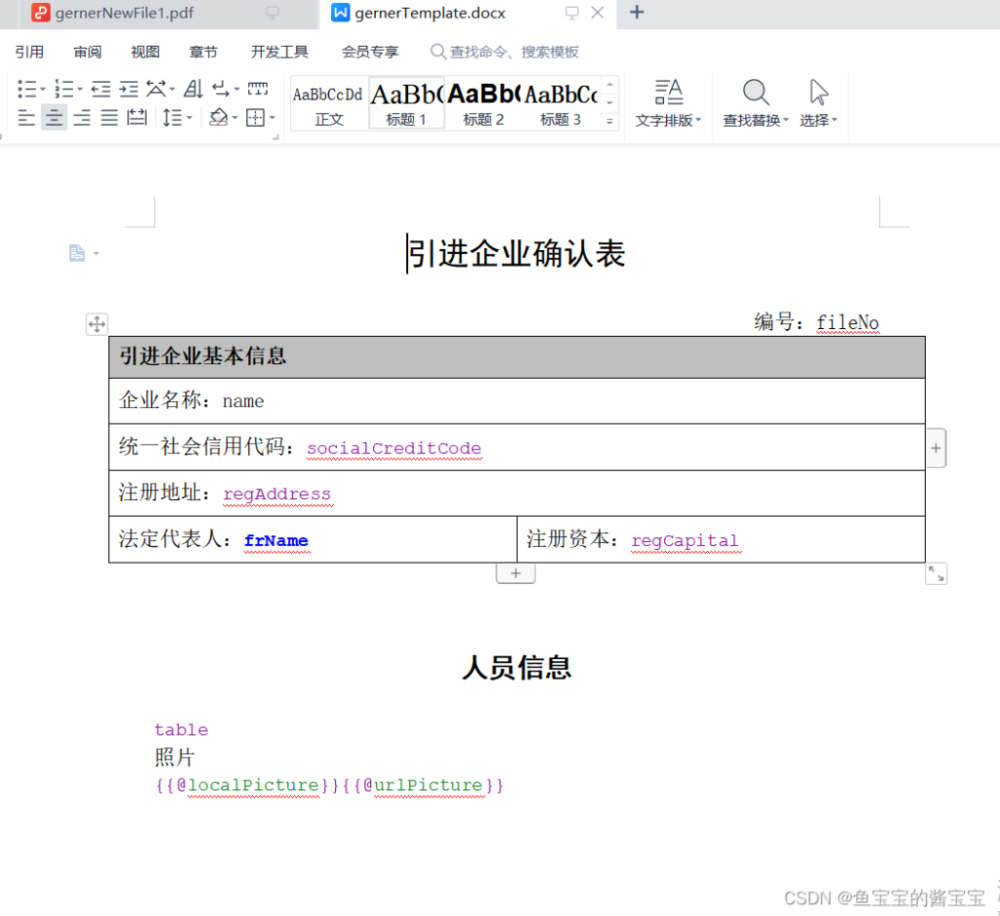 gernerNewFile1.pdf gernerTemplate.docx
引用 审阅 视图 章节 开发工具 会员专享 查找命令、搜索模板
AaBbCcDd AaBb( AaBb( AaBbCc
正文 标题 1 标题 2 标题 3 文字排版 查找替换 选择
引进企业确认表
编号：fileNo
引进企业基本信息
企业名称：name
统一社会信用代码：socialCreditCode
注册地址：regAddress
法定代表人：frName 注册资本：regCapital
人员信息
table
照片
{{@localPicture}}{{@urlPicture}}
CSDN @鱼宝宝的酱宝宝